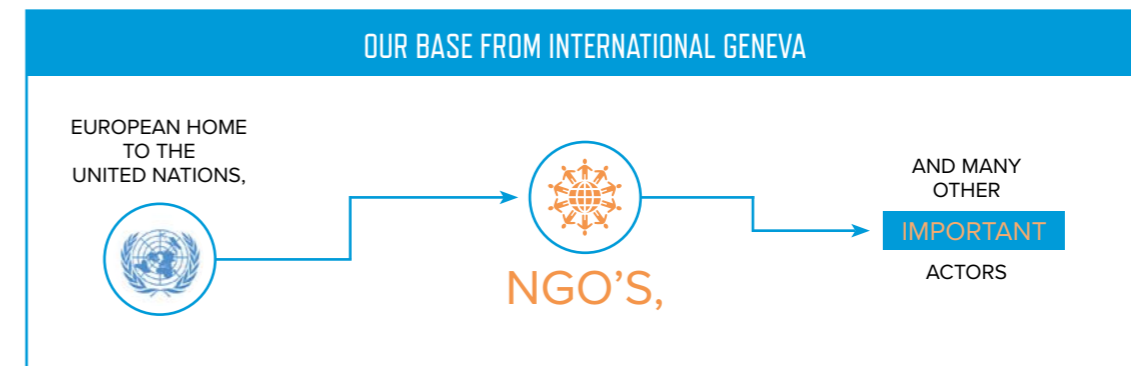 OUR BASE FROM INTERNATIONAL GENEVA
EUROPEAN HOME
TO THE
UNITED NATIONS,
NGO'S,
AND MANY
OTHER
IMPORTANT
ACTORS